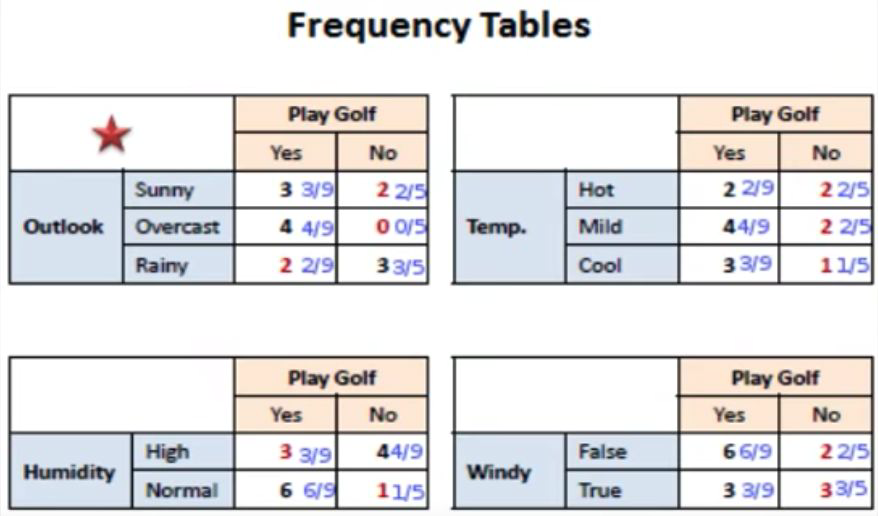 Frequency Tables
Play Golf
Yes No
Outlook Sunny 3 3/9 2 2/5
Overcast 4 4/9 0 0/5
Rainy 2 2/9 3 3/5
Play Golf
Yes No
Temp. Hot 2 2/9 2 2/5
Mild 4 4/9 2 2/5
Cool 3 3/9 1 1/5
Play Golf
Yes No
Humidity High 3 3/9 4 4/9
Normal 6 6/9 1 1/5
Play Golf
Yes No
Windy False 6 6/9 2 2/5
True 3 3/9 3 3/5